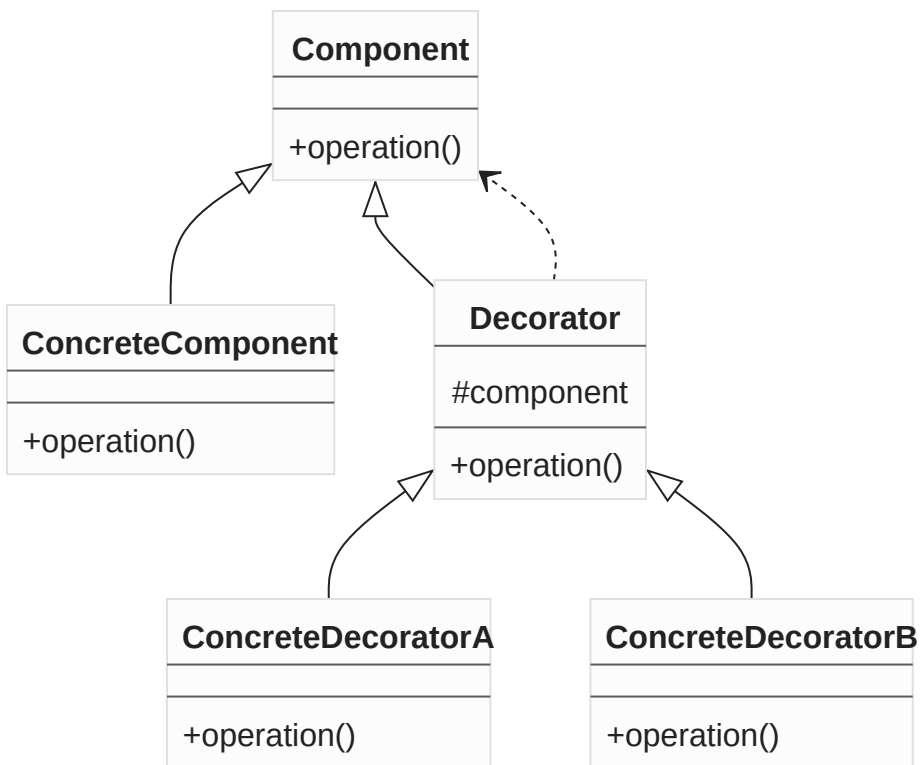 Component
+operation()
ConcreteComponent
+operation()
Decorator
#component
+operation()
ConcreteDecoratorA
+operation()
ConcreteDecoratorB
+operation()